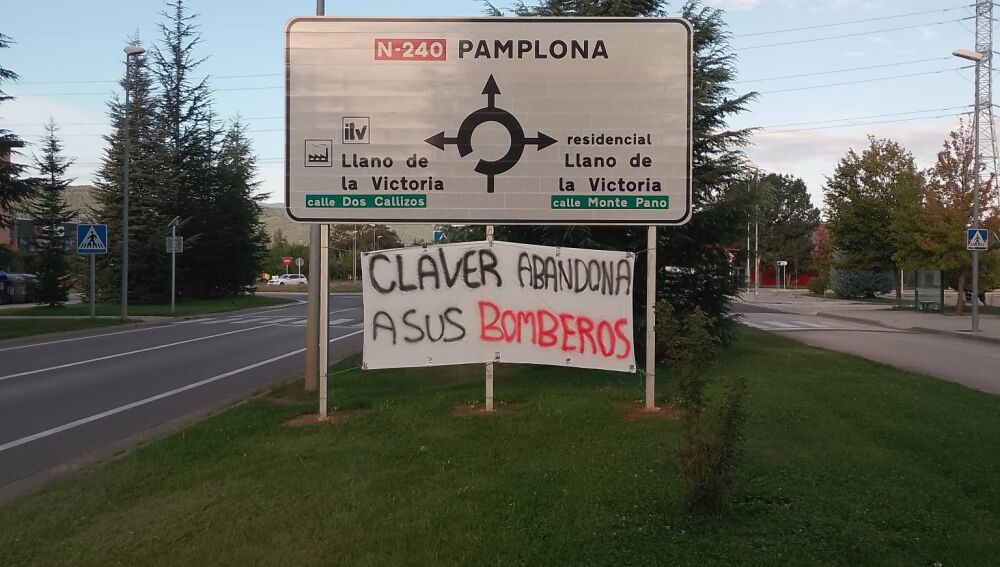 N-240 PAMPLONA
itv
Llano de
la Victoria
calle Dos Callizos
residencial
Llano de
la Victoria
calle Monte Pano
CLAVER ABANDONA
A SUS BOMBEROS